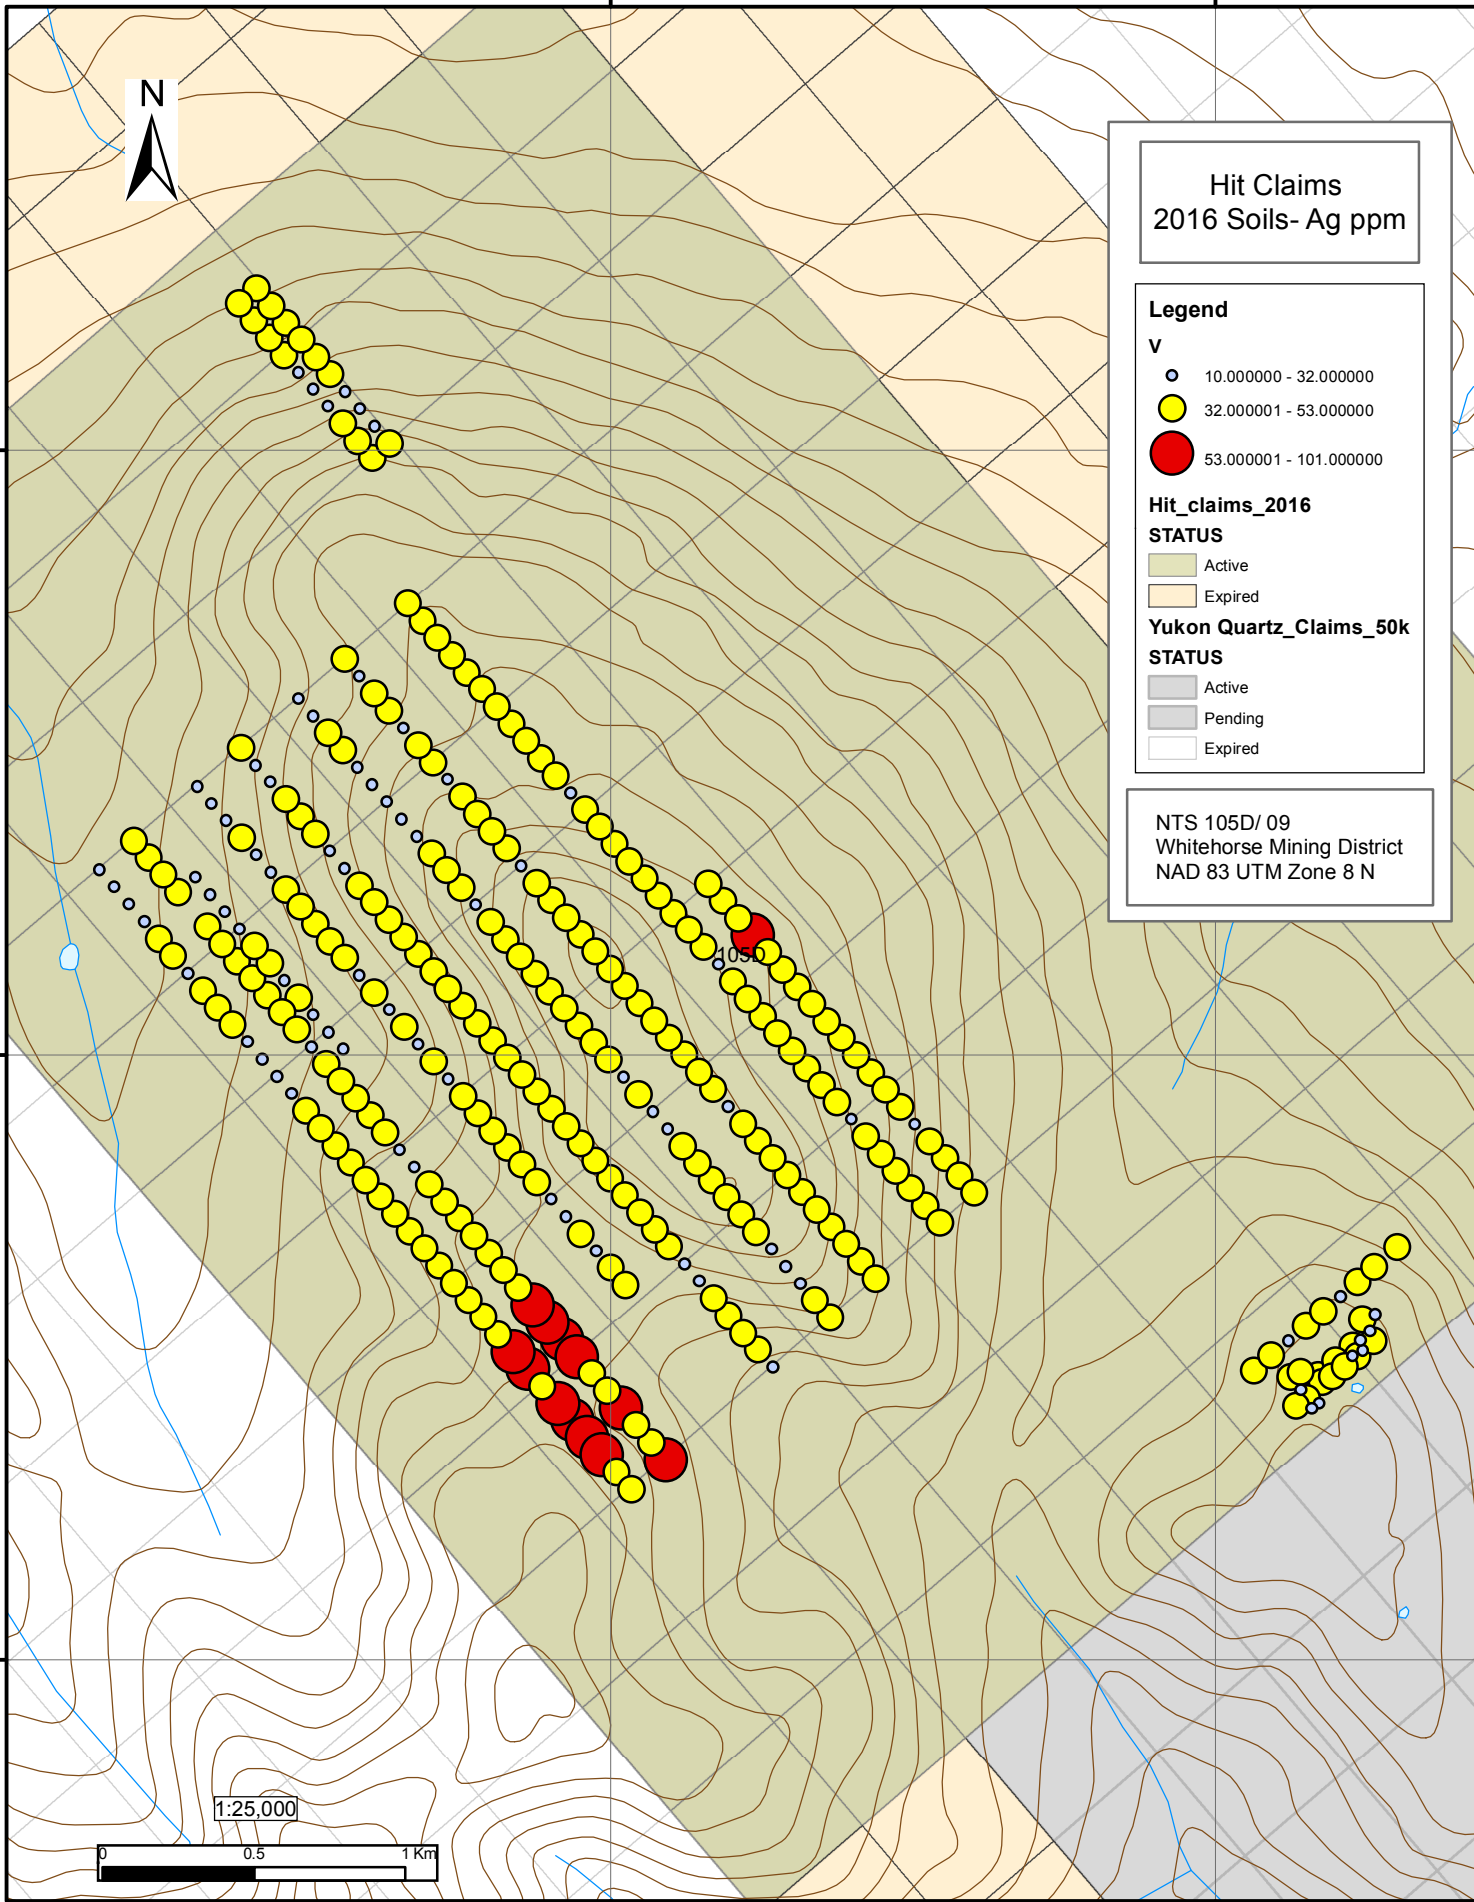 N
Hit Claims
2016 Soils- Ag ppm
Legend
V
10.000000 - 32.000000
32.000001 - 53.000000
53.000001 - 101.000000
Hit_claims_2016
STATUS
Active
Expired
Yukon Quartz_Claims_50k
STATUS
Active
Pending
Expired
NTS 105D/ 09
Whitehorse Mining District
NAD 83 UTM Zone 8 N
105D
1:25,000
0 0.5 1 Km